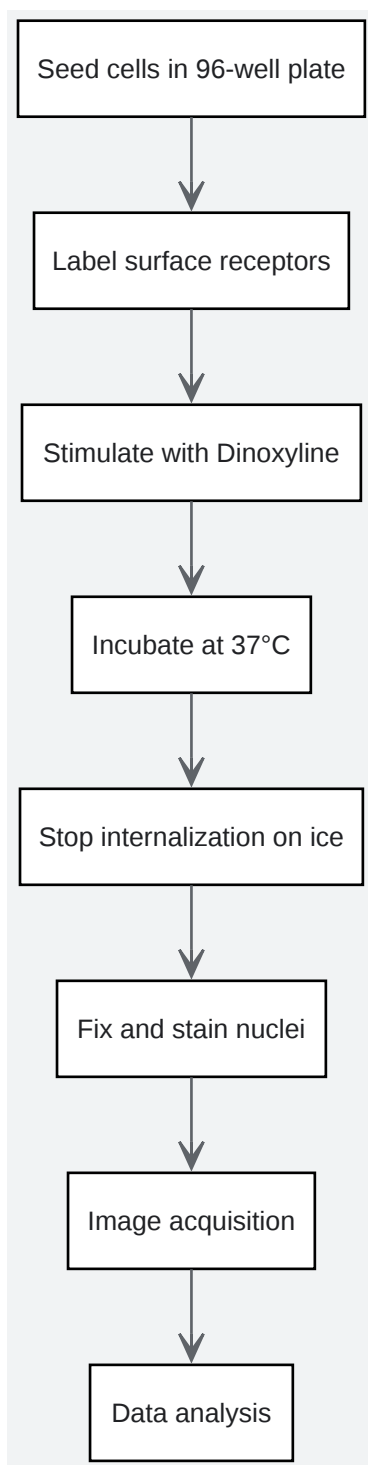 Seed cells in 96-well plate
Label surface receptors
Stimulate with Dinoxyline
Incubate at 37°C
Stop internalization on ice
Fix and stain nuclei
Image acquisition
Data analysis